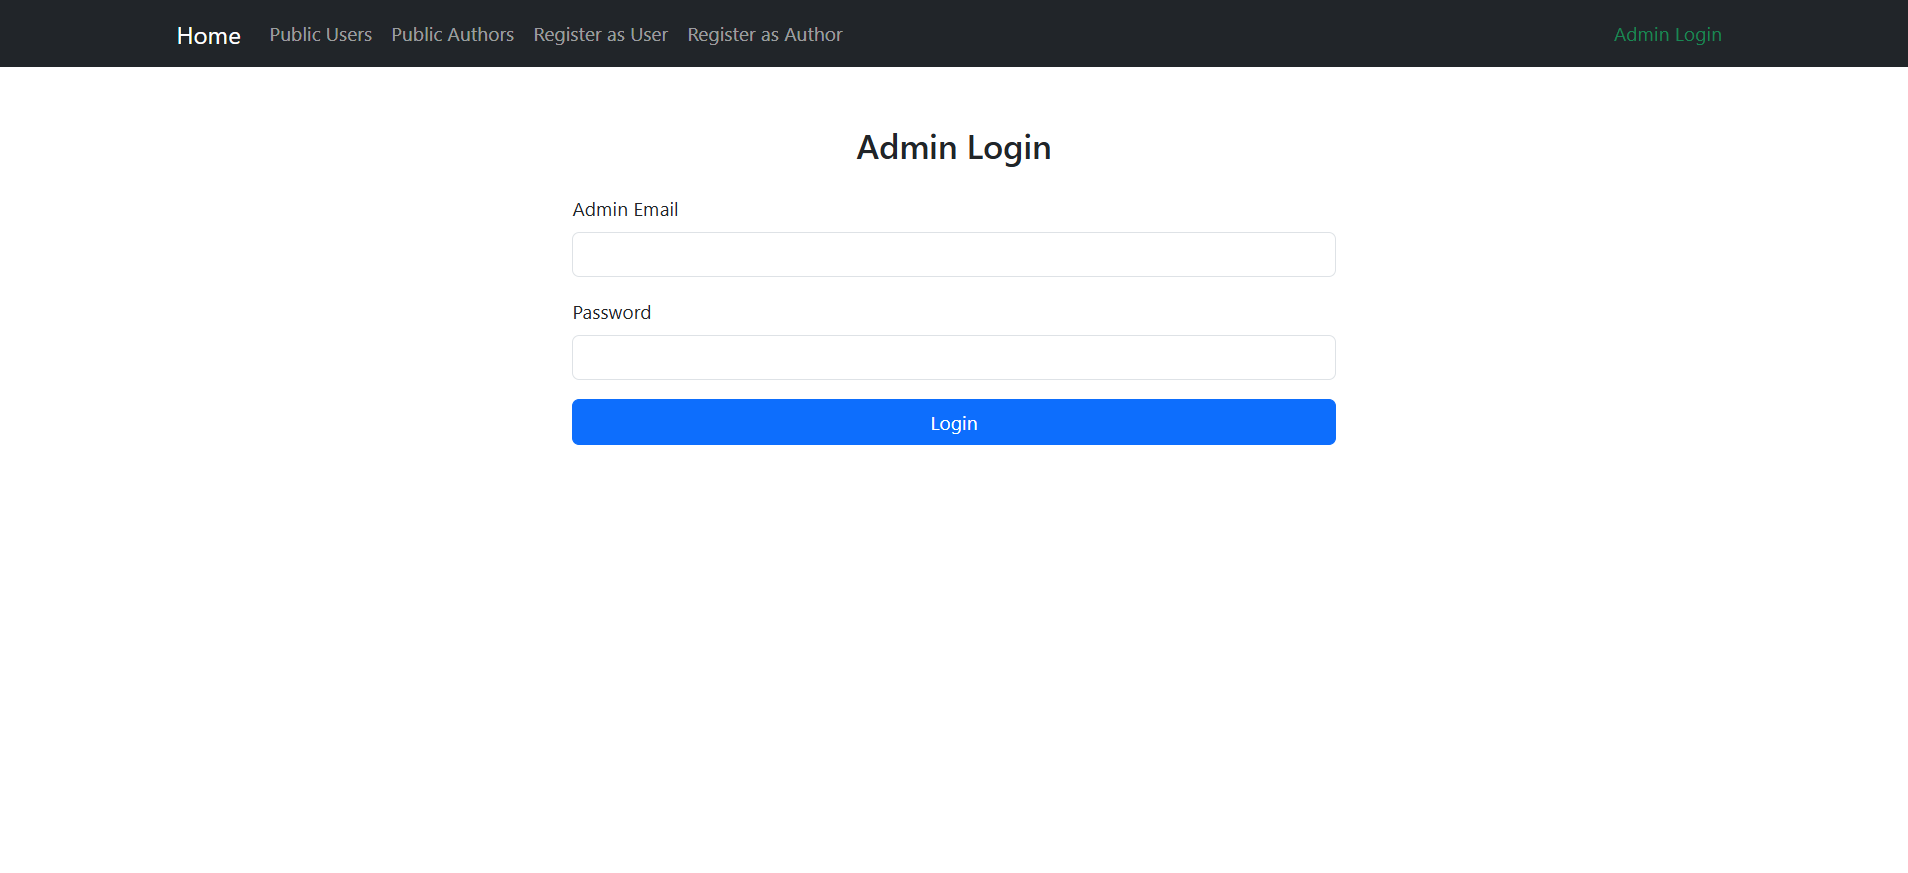 Home Public Users Public Authors Register as User Register as Author Admin Login
Admin Login
Admin Email
Password
Login